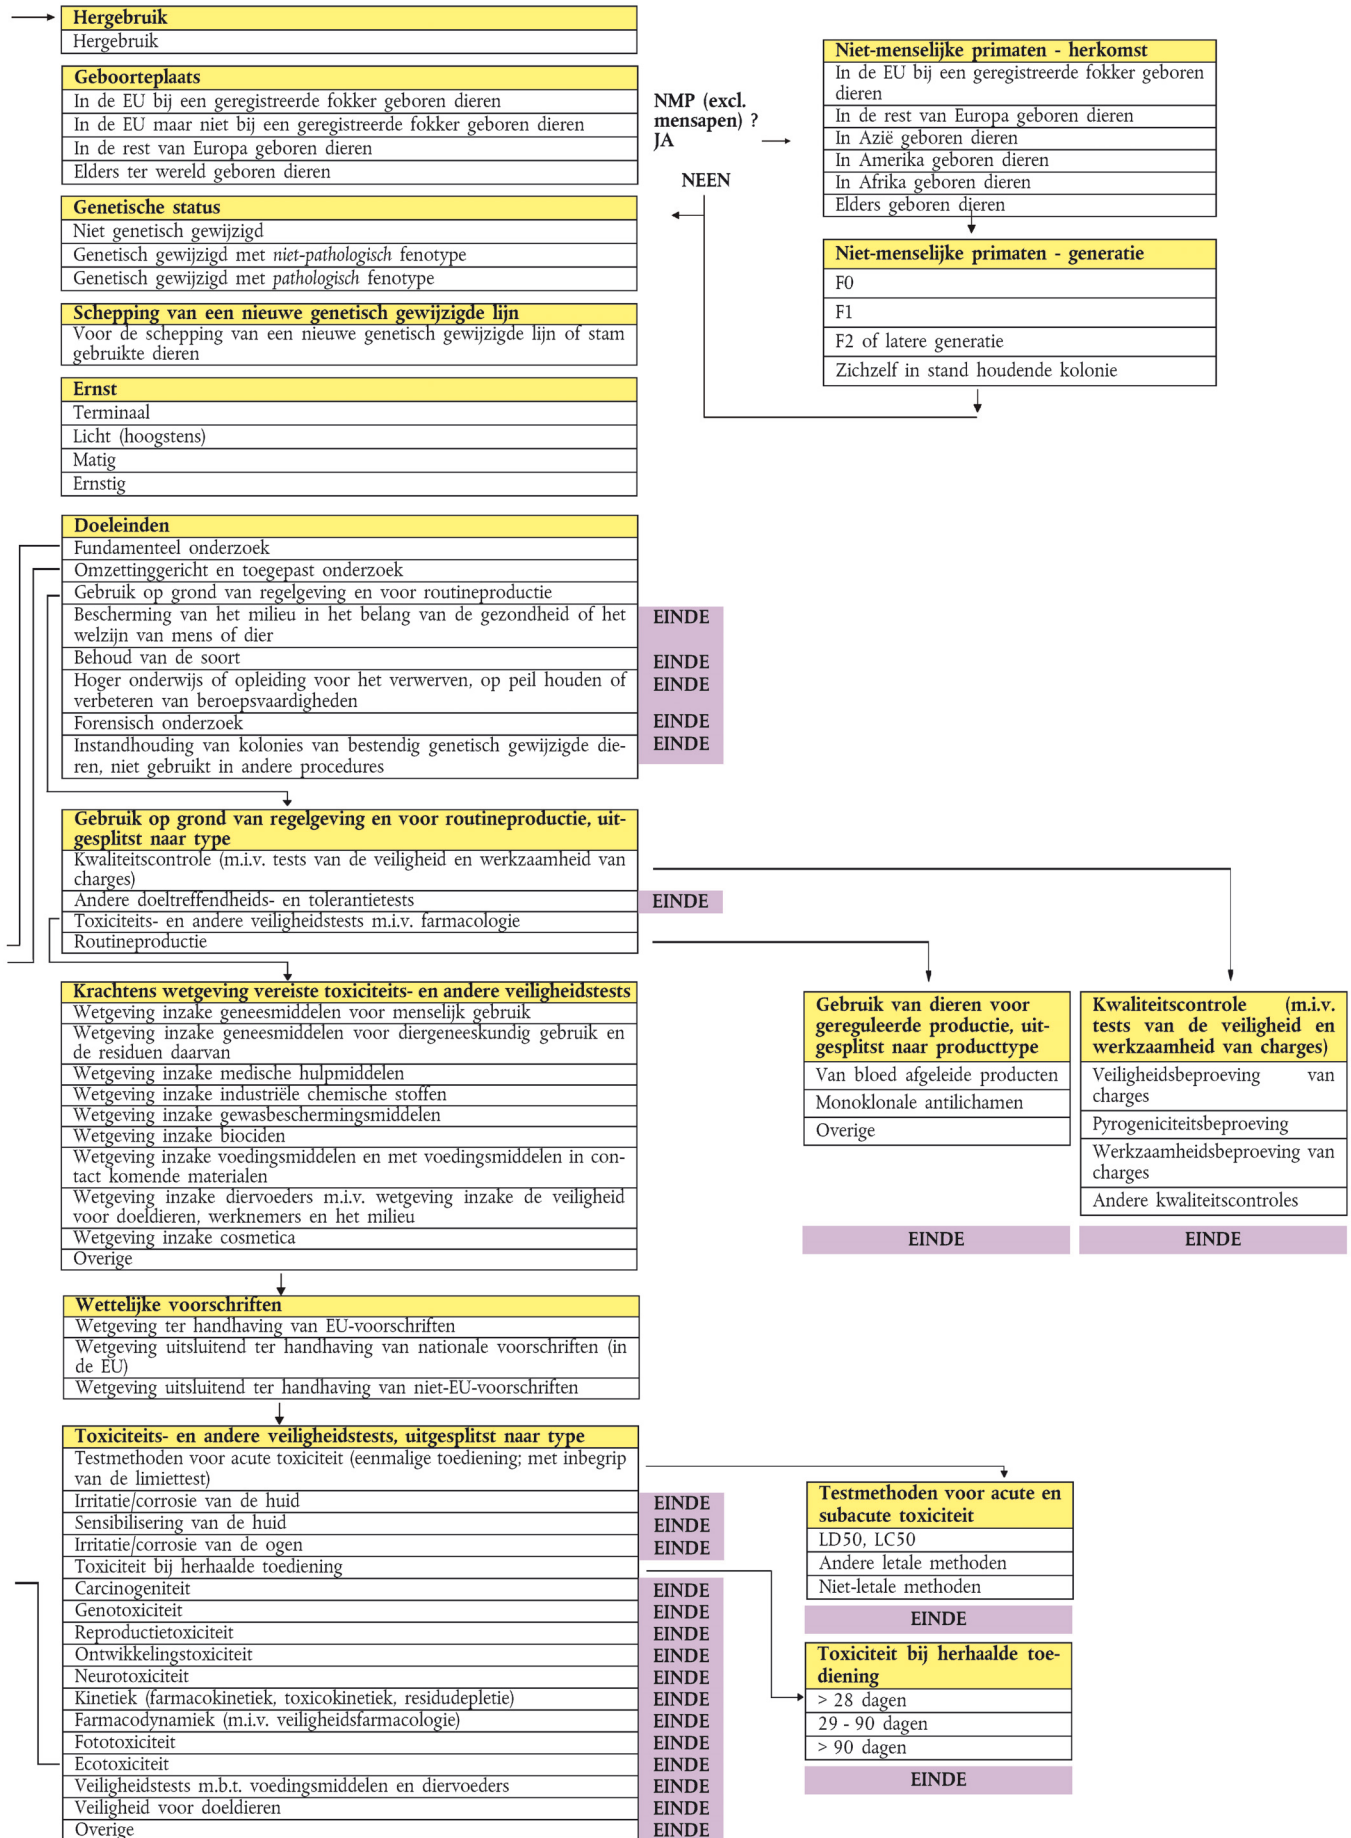 Hergebruik
Hergebruik
Geboorteplaats
In de EU bij een geregistreerde fokker geboren dieren
In de EU maar niet bij een geregistreerde fokker geboren dieren
In de rest van Europa geboren dieren
Elders ter wereld geboren dieren
NMP (excl.
mensapen) ?
JA
NEEN
Niet-menselijke primaten - herkomst
In de EU bij een geregistreerde fokker geboren
dieren
In de rest van Europa geboren dieren
In Azië geboren dieren
In Amerika geboren dieren
In Afrika geboren dieren
Elders geboren dieren
Niet-menselijke primaten - generatie
F0
F1
F2 of latere generatie
Zichzelf in stand houdende kolonie
Genetische status
Niet genetisch gewijzigd
Genetisch gewijzigd met niet-pathologisch fenotype
Genetisch gewijzigd met pathologisch fenotype
Schepping van een nieuwe genetisch gewijzigde lijn
Voor de schepping van een nieuwe genetisch gewijzigde lijn of stam
gebruikte dieren
Ernst
Terminaal
Licht (hoogstens)
Matig
Ernstig
Doeleinden
Fundamenteel onderzoek
Omzettinggericht en toegepast onderzoek
Gebruik op grond van regelgeving en voor routineproductie
Bescherming van het milieu in het belang van de gezondheid of het EINDE
welzijn van mens of dier
Behoud van de soort EINDE
Hoger onderwijs of opleiding voor het verwerven, op peil houden of EINDE
verbeteren van beroepsvaardigheden
Forensisch onderzoek EINDE
Instandhouding van kolonies van bestendig genetisch gewijzigde die- EINDE
ren, niet gebruikt in andere procedures
Gebruik op grond van regelgeving en voor routineproductie, uit-
gesplitst naar type
Kwaliteitscontrole (m.i.v. tests van de veiligheid en werkzaamheid van
charges)
Andere doeltreffendheids- en tolerantietests EINDE
Toxiciteits- en andere veiligheidstests m.i.v. farmacologie
Routineproductie
Krachtens wetgeving vereiste toxiciteits- en andere veiligheidstests
Wetgeving inzake geneesmiddelen voor menselijk gebruik
Wetgeving inzake geneesmiddelen voor diergeneeskundig gebruik en
de residuen daarvan
Wetgeving inzake medische hulpmiddelen
Wetgeving inzake industriële chemische stoffen
Wetgeving inzake gewasbeschermingsmiddelen
Wetgeving inzake biociden
Wetgeving inzake voedingsmiddelen en met voedingsmiddelen in con-
tact komende materialen
Wetgeving inzake diervoeders m.i.v. wetgeving inzake de veiligheid
voor doeldieren, werknemers en het milieu
Wetgeving inzake cosmetica
Overige
Gebruik van dieren voor
gereguleerde productie, uit-
gesplitst naar producttype
Van bloed afgeleide producten
Monoklonale antilichamen
Overige
EINDE
Kwaliteitscontrole (m.i.v.
tests van de veiligheid en
werkzaamheid van charges)
Veiligheidsbeproeving van
charges
Pyrogeniciteitsbeproeving
Werkzaamheidsbeproeving van
charges
Andere kwaliteitscontroles
EINDE
Wettelijke voorschriften
Wetgeving ter handhaving van EU-voorschriften
Wetgeving uitsluitend ter handhaving van nationale voorschriften (in
de EU)
Wetgeving uitsluitend ter handhaving van niet-EU-voorschriften
Toxiciteits- en andere veiligheidstests, uitgesplitst naar type
Testmethoden voor acute toxiciteit (eenmalige toediening; met inbegrip
van de limiettest)
Irritatie/corrosie van de huid EINDE
Sensibilisering van de huid EINDE
Irritatie/corrosie van de ogen EINDE
Toxiciteit bij herhaalde toediening
Carcinogeniteit EINDE
Genotoxiciteit EINDE
Reproductietoxiciteit EINDE
Ontwikkelingstoxiciteit EINDE
Neurotoxiciteit EINDE
Kinetiek (farmacokinetiek, toxicokinetiek, residudepletie) EINDE
Farmacodynamiek (m.i.v. veiligheidsfarmacologie) EINDE
Fototoxiciteit EINDE
Ecotoxiciteit EINDE
Veiligheidstests m.b.t. voedingsmiddelen en diervoeders EINDE
Veiligheid voor doeldieren EINDE
Overige EINDE
Testmethoden voor acute en
subacute toxiciteit
LD50, LC50
Andere letale methoden
Niet-letale methoden
EINDE
Toxiciteit bij herhaalde toe-
diening
> 28 dagen
29 - 90 dagen
> 90 dagen
EINDE